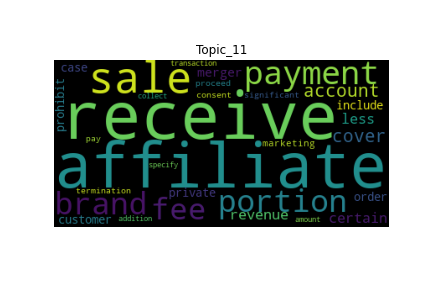 Topic_11
transaction
case sale merger payment
proceed account
prohibit collect consent significant include
receive less
pay marketing cover
affiliate
specify
termination private order
brand fee portion
customer addition revenue amount certain